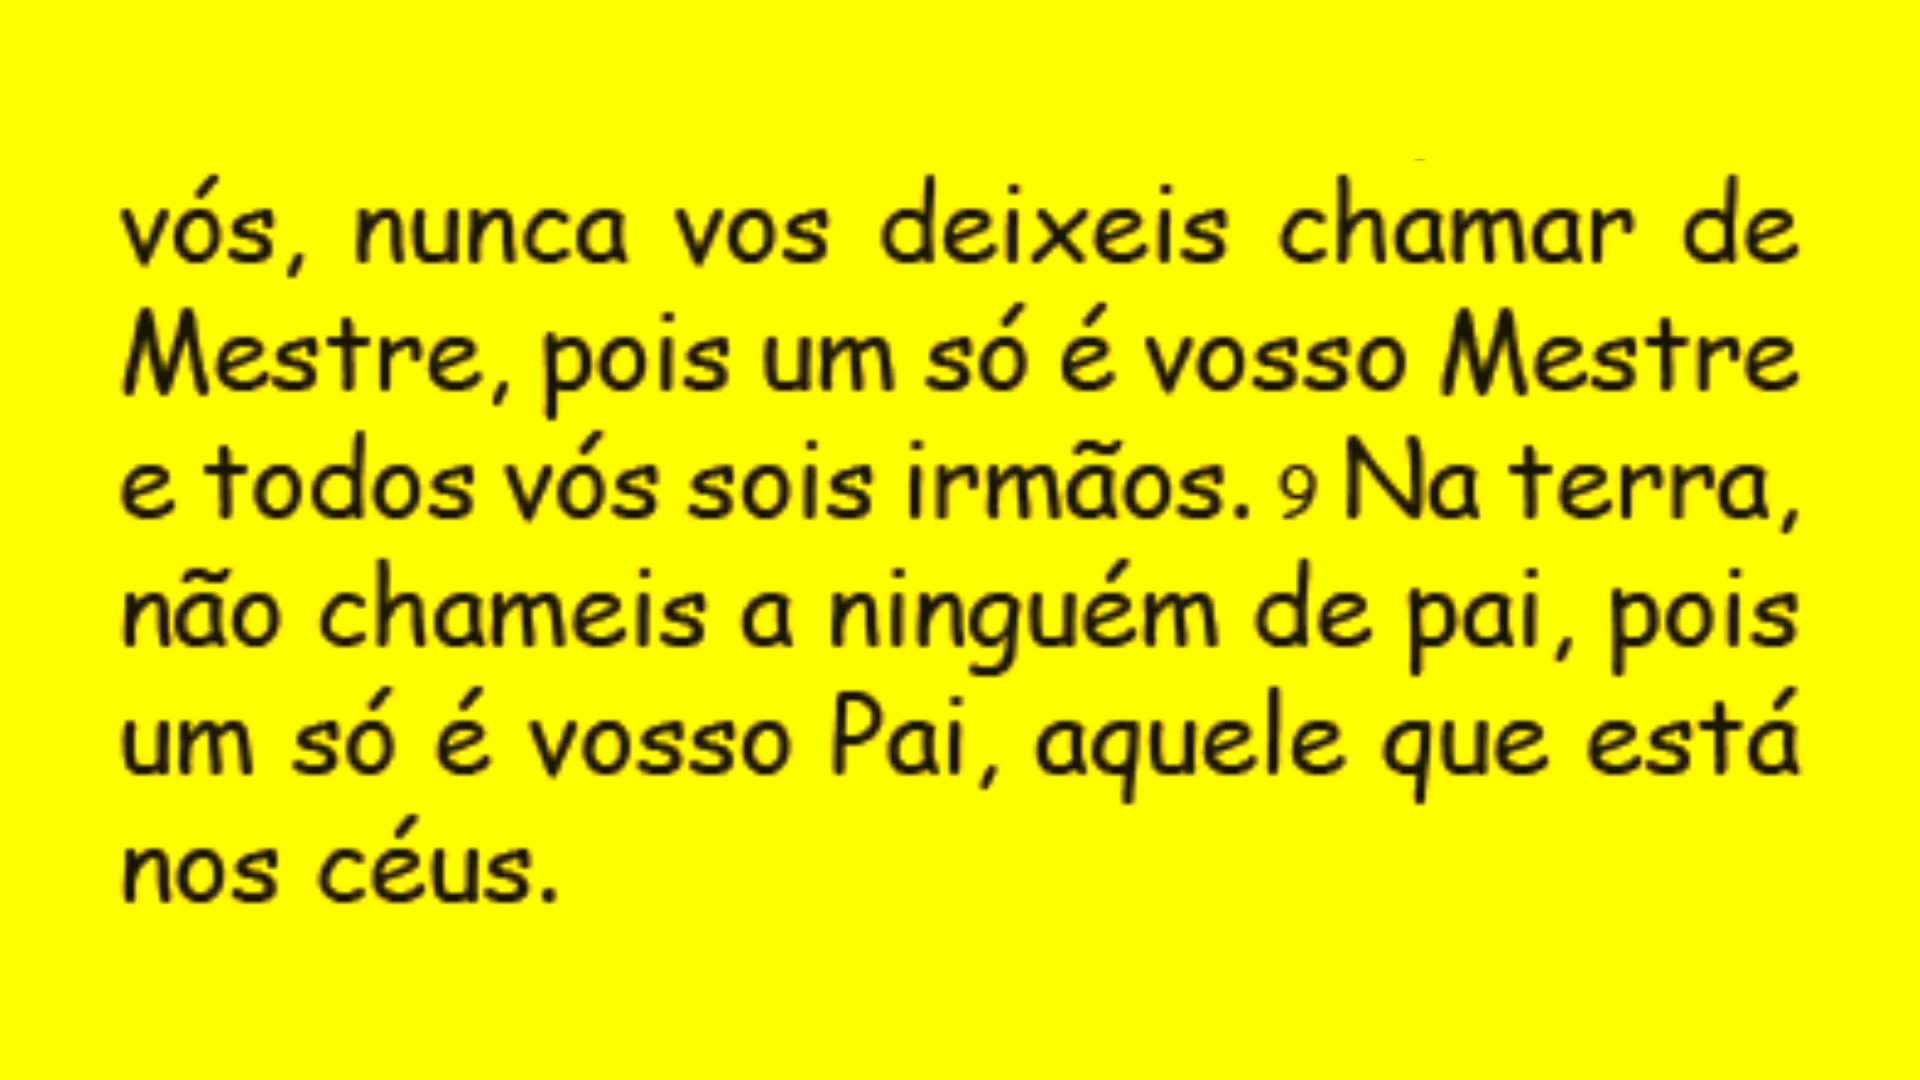 vós, nunca vos deixeis chamar de
Mestre, pois um só é vosso Mestre
e todos vós sois irmãos. 9 Na terra,
não chameis a ninguém de pai, pois
um só é vosso Pai, aquele que está
nos céus.